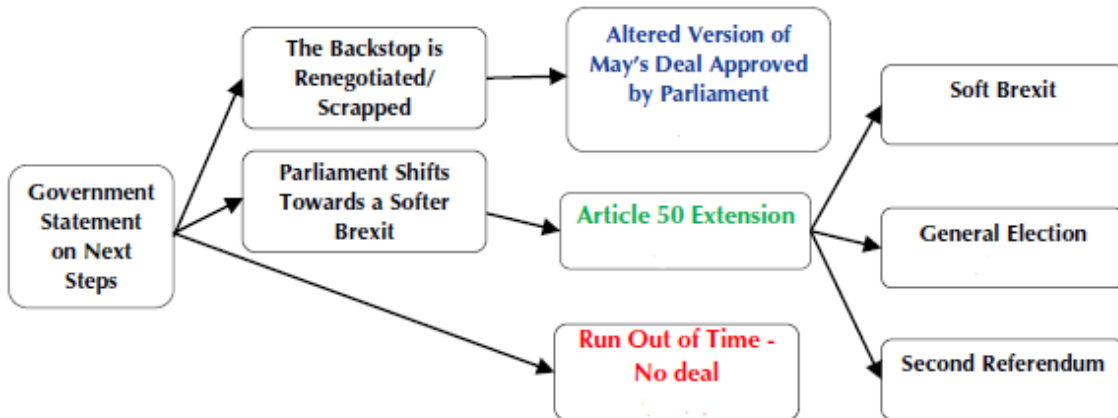 Government
Statement
on Next
Steps
The Backstop is
Renegotiated/
Scrapped
Parliament Shifts
Towards a Softer
Brexit
Altered Version of
May's Deal Approved
by Parliament
Article 50 Extension
Run Out of Time -
No deal
Soft Brexit
General Election
Second Referendum